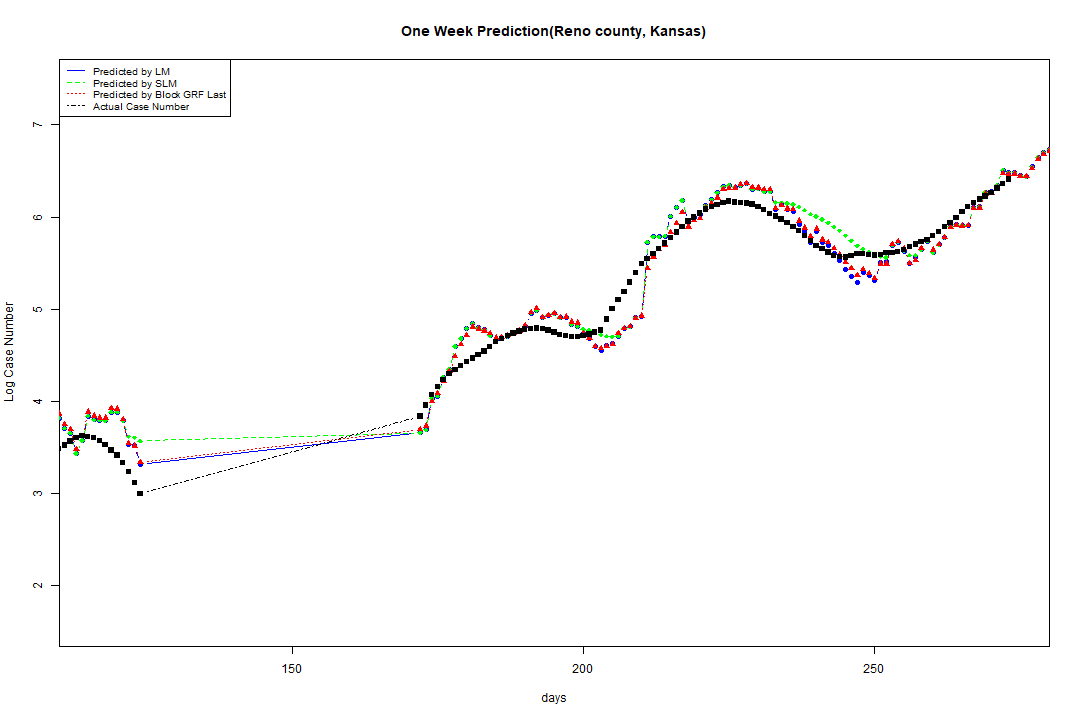 One Week Prediction(Reno county, Kansas)
Predicted by LM
Predicted by SLM
Predicted by Block GRF Last
Actual Case Number
Log Case Number
7
6
5
4
3
2
150
200
250
days